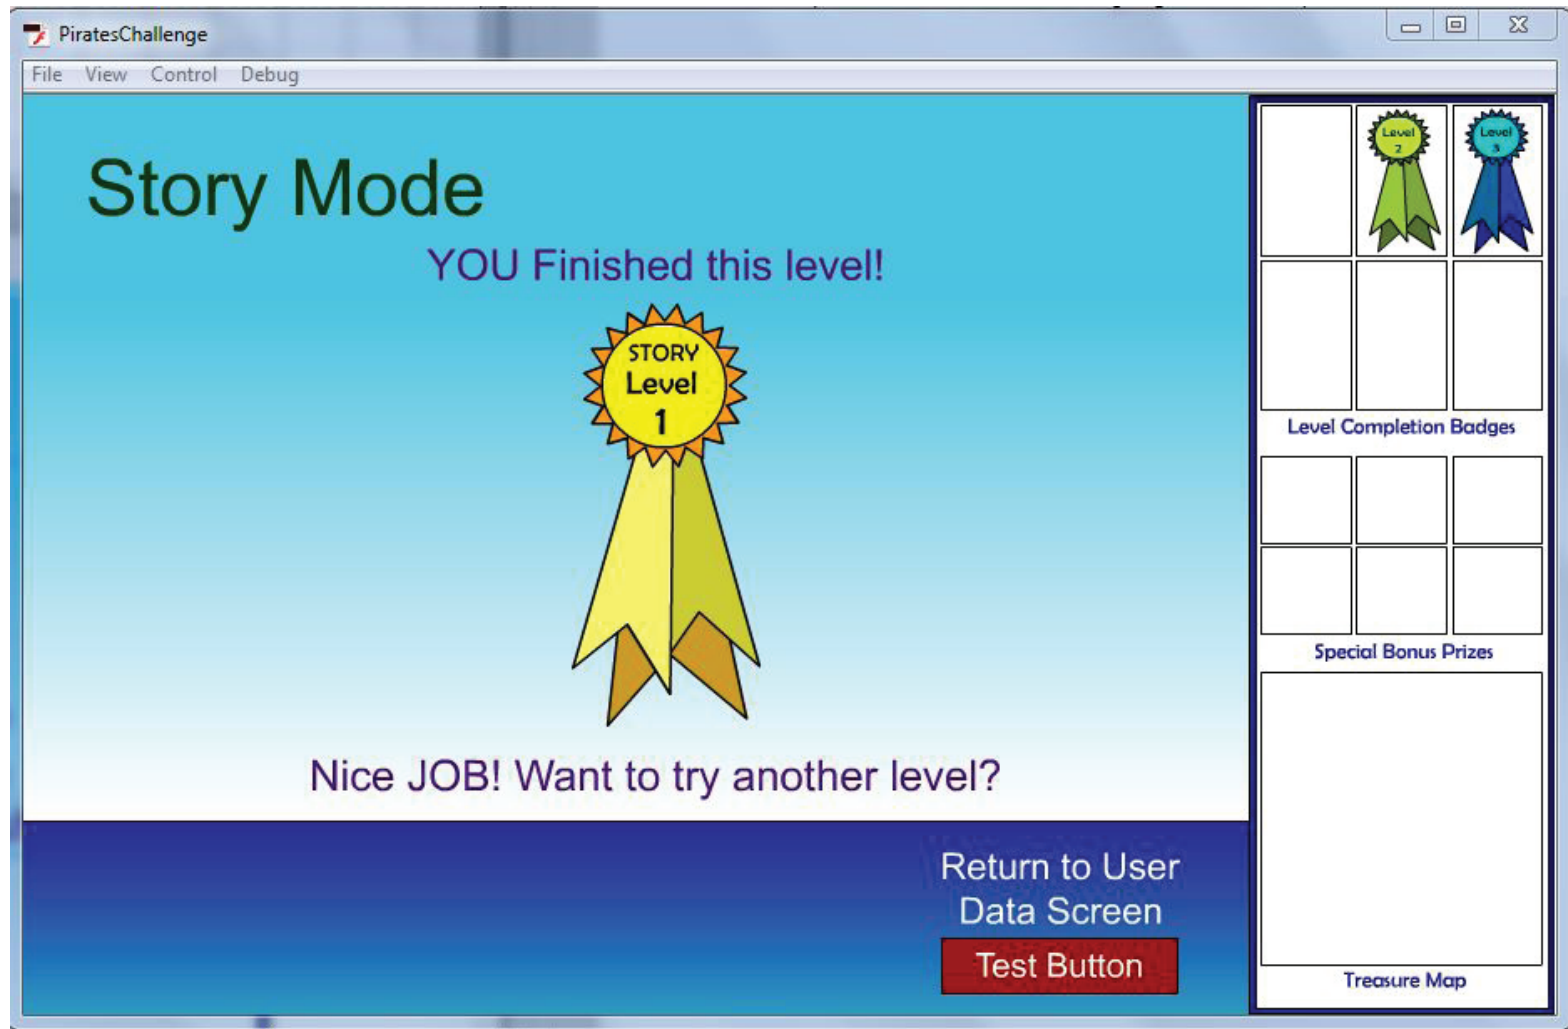 PiratesChallenge
File View Control Debug
Story Mode
YOU Finished this level!
STORY
Level
1
Nice JOB! Want to try another level?
Return to User
Data Screen
Test Button
Level
2
Level
3
Level Completion Badges
Special Bonus Prizes
Treasure Map